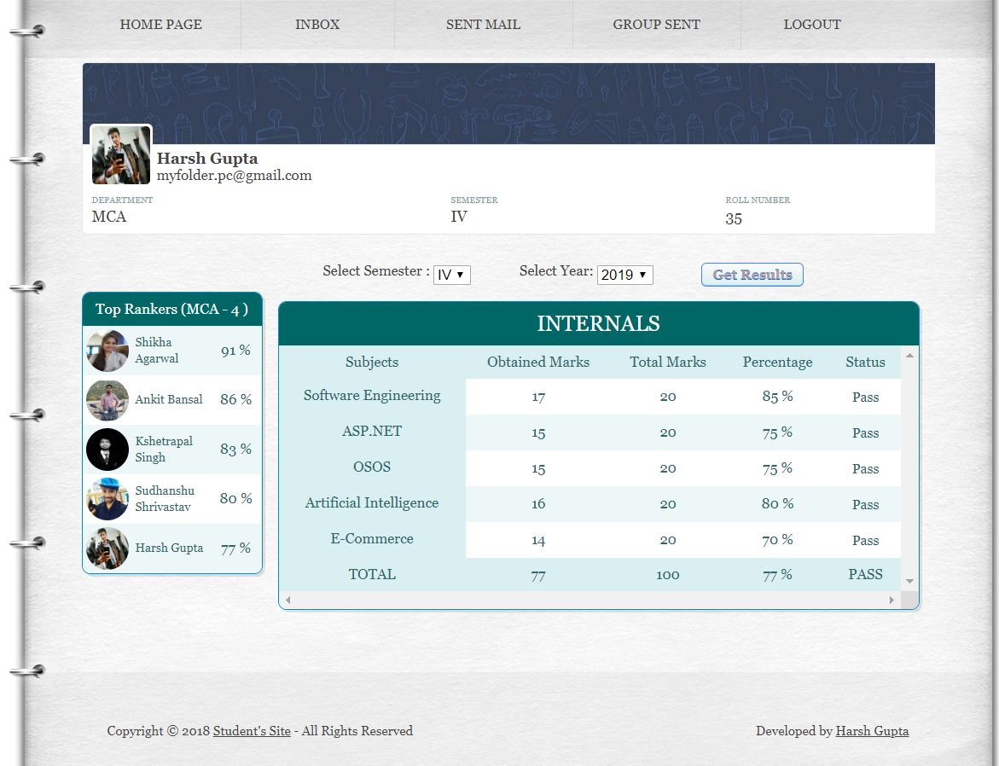 HOME PAGE INBOX SENT MAIL GROUP SENT LOGOUT
Harsh Gupta
myfolder.pc@gmail.com
DEPARTMENT SEMESTER ROLL NUMBER
MCA IV 35
Select Semester : IV Select Year: 2019 Get Results
Top Rankers (MCA - 4 )
Shikha
Agarwal
91 %
Ankit Bansal 86 %
Kshetrapal
Singh
83 %
Sudhanshu
Shrivastav
80 %
Harsh Gupta 77 %
INTERNALS
Subjects Obtained Marks Total Marks Percentage Status
Software Engineering 17 20 85 % Pass
ASP.NET 15 20 75 % Pass
OSOS 15 20 75 % Pass
Artificial Intelligence 16 20 80 % Pass
E-Commerce 14 20 70 % Pass
TOTAL 77 100 77 % PASS
Copyright © 2018 Student's Site - All Rights Reserved Developed by Harsh Gupta